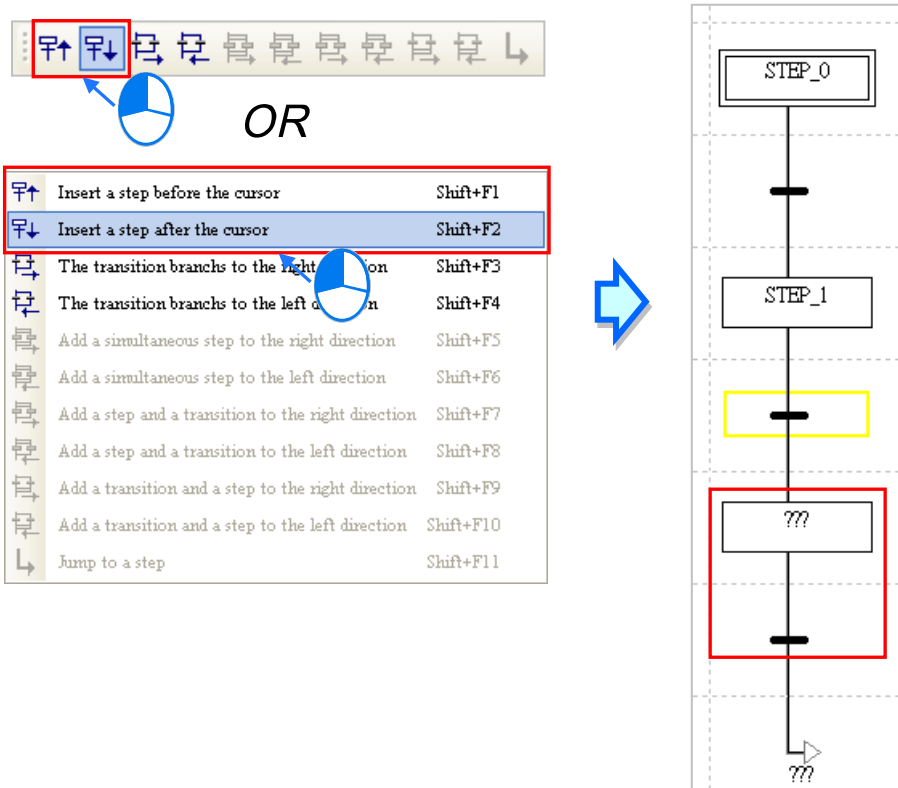 OR
Insert a step before the cursor Shift+F1
Insert a step after the cursor Shift+F2
The transition branchs to the right ion Shift+F3
The transition branchs to the left d n Shift+F4
Add a simultaneous step to the right direction Shift+F5
Add a simultaneous step to the left direction Shift+F6
Add a step and a transition to the right direction Shift+F7
Add a step and a transition to the left direction Shift+F8
Add a transition and a step to the right direction Shift+F9
Add a transition and a step to the left direction Shift+F10
Jump to a step Shift+F11
STEP_0
STEP_1
???
???